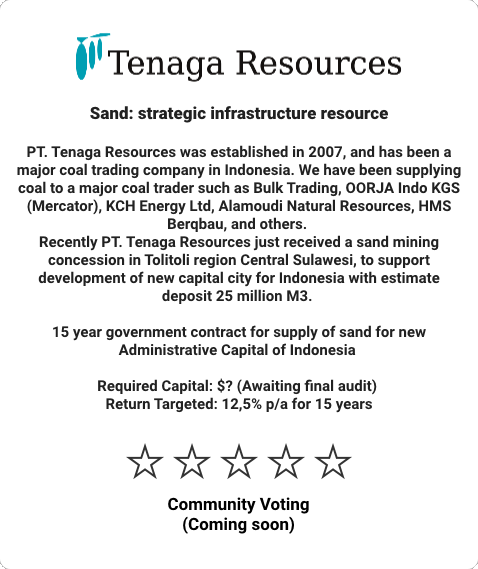 Tenaga Resources
Sand: strategic infrastructure resource
PT. Tenaga Resources was established in 2007, and has been a
major coal trading company in Indonesia. We have been supplying
coal to a major coal trader such as Bulk Trading, OORJA Indo KGS
(Mercator), KCH Energy Ltd, Alamoudi Natural Resources, HMS
Berqbau, and others.
Recently PT. Tenaga Resources just received a sand mining
concession in Tolitoli region Central Sulawesi, to support
development of new capital city for Indonesia with estimate
deposit 25 million M3.
15 year government contract for supply of sand for new
Administrative Capital of Indonesia
Required Capital: $? (Awaiting final audit)
Return Targeted: 12,5% p/a for 15 years
Community Voting
(Coming soon)